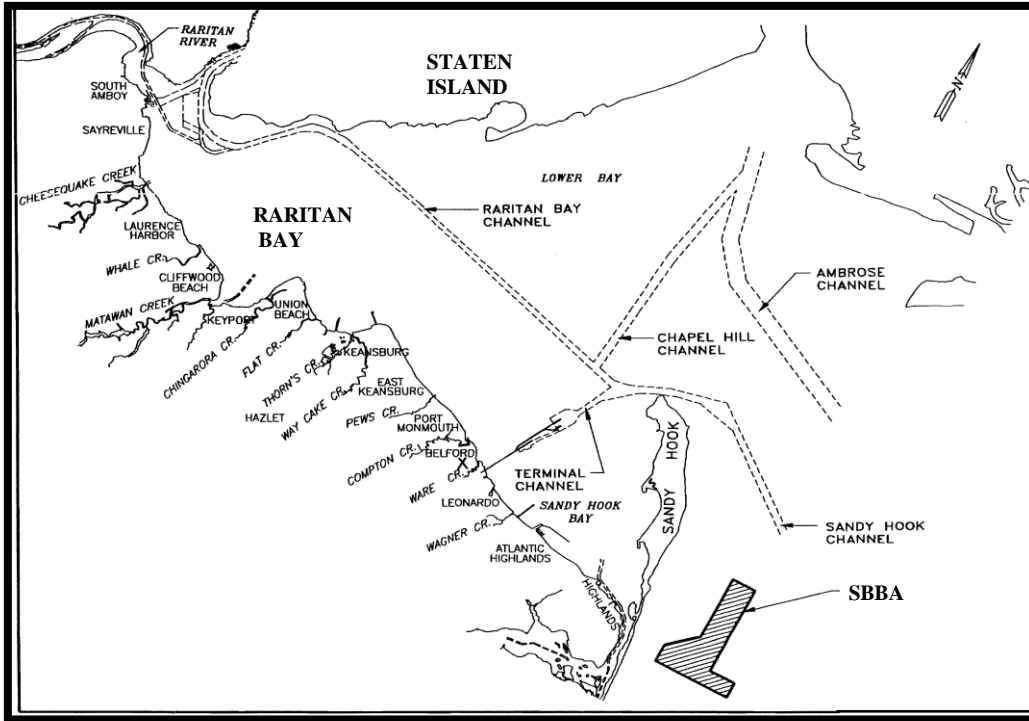 RARITAN
RIVER
STATEN
ISLAND
N
SOUTH
AMBOY
SAYREVILLE
CHEESEQUAKE CREEK
LOWER BAY
RARITAN BAY
CHANNEL
RARITAN
BAY
LAURENCE
HARBOR
WHALE CR.
CLIFFWOOD
BEACH
AMBROSE
CHANNEL
MATAWAN CREEK
KEYPORT
UNION
BEACH
CHINGARORA CR.
FLAT CR.
CHAPEL HILL
CHANNEL
THORN'S CR.
KEANSBURG
WAY CAKE CR.
EAST
KEANSBURG
HAZLET
PEWS CR.
PORT
MONMOUTH
COMPTON CR.
BELFORD
WARE CR.
TERMINAL
CHANNEL
SANDY HOOK
LEONARDO
SANDY HOOK
BAY
WAGNER CR.
ATLANTIC
HIGHLANDS
SANDY HOOK
CHANNEL
HIGHLANDS
SBBA